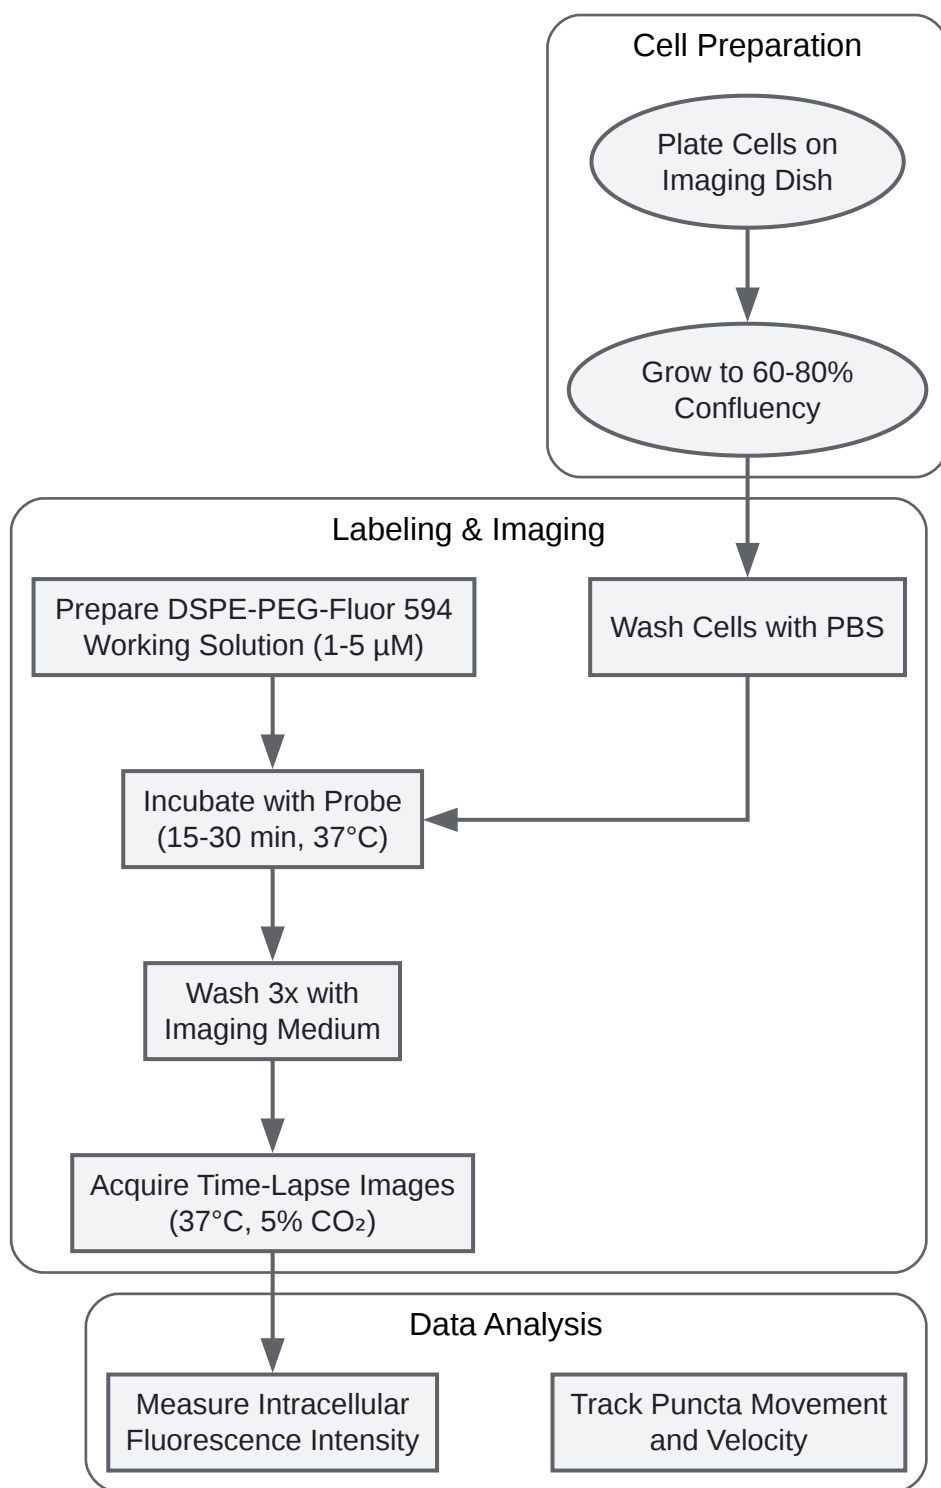 Cell Preparation
Plate Cells on
Imaging Dish
Grow to 60-80%
Confluency
Labeling & Imaging
Prepare DSPE-PEG-Fluor 594
Working Solution (1-5 µM)
Wash Cells with PBS
Incubate with Probe
(15-30 min, 37°C)
Wash 3x with
Imaging Medium
Acquire Time-Lapse Images
(37°C, 5% CO₂)
Data Analysis
Measure Intracellular
Fluorescence Intensity
Track Puncta Movement
and Velocity